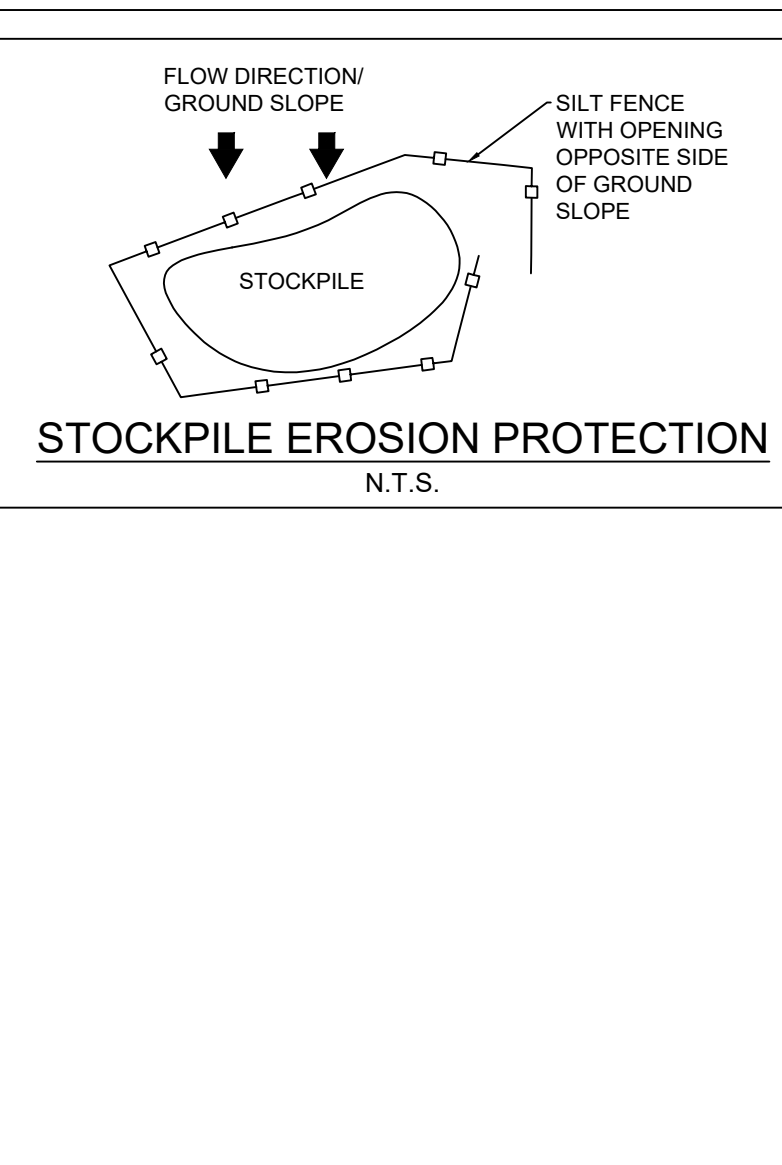 FLOW DIRECTION/
GROUND SLOPE
SILT FENCE
WITH OPENING
OPPOSITE SIDE
OF GROUND
SLOPE
STOCKPILE
STOCKPILE EROSION PROTECTION
N.T.S.